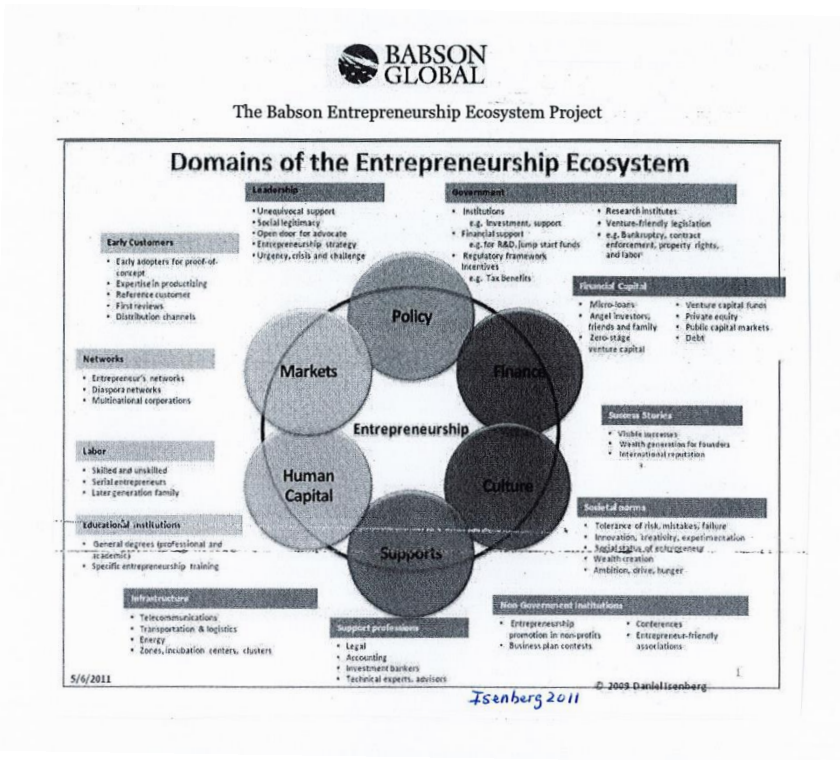 BABSON
GLOBAL
The Babson Entrepreneurship Ecosystem Project
Domains of the Entrepreneurship Ecosystem
Leadership
• Unequivocal support
• Social legitimacy
• Open door for advocate
• Entrepreneurship strategy
• Urgency, crisis and challenge
Government
• Institutions
e.g. Investment, support
• Financial support
e.g. for R&D, jump start funds
• Regulatory framework
Incentives
e.g. Tax Benefits
• Research institutes
• Venture-friendly legislation
• e.g. Bankruptcy, contract
enforcement, property rights,
and labor
Early Customers
• Early adopters for proof-of-
concept
• Expertise in productizing
• Reference customer
• First reviews
• Distribution channels
Financial Capital
• Micro-loans
• Angel investors,
friends and family
• Zero-stage
venture capital
• Venture capital funds
• Private equity
• Public capital markets
• Debt
Networks
• Entrepreneur's networks
• Diaspora networks
• Multinational corporations
Success Stories
• Visible successes
• Wealth generation for founders
• International reputation
Labor
• Skilled and unskilled
• Serial entrepreneurs
• Later generation family
Educational Institutions
• General degrees (professional and
academic)
• Specific entrepreneurship training
Societal norms
• Tolerance of risk, mistakes, failure
• Innovation, creativity, experimentation
• Social status of entrepreneur
• Wealth creation
• Ambition, drive, hunger
Policy
Markets
Finance
Entrepreneurship
Human
Capital
Culture
Supports
Infrastructure
• Telecommunications
• Transportation & logistics
• Energy
• Zones, incubation centers, clusters
Support professions
• Legal
• Accounting
• Investment bankers
• Technical experts, advisors
Non-Government Institutions
• Entrepreneurship
promotion in non-profits
• Business plan contests
• Conferences
• Entrepreneur-friendly
associations
5/6/2011
1
© 2009 Daniel Isenberg
Isenberg 2011